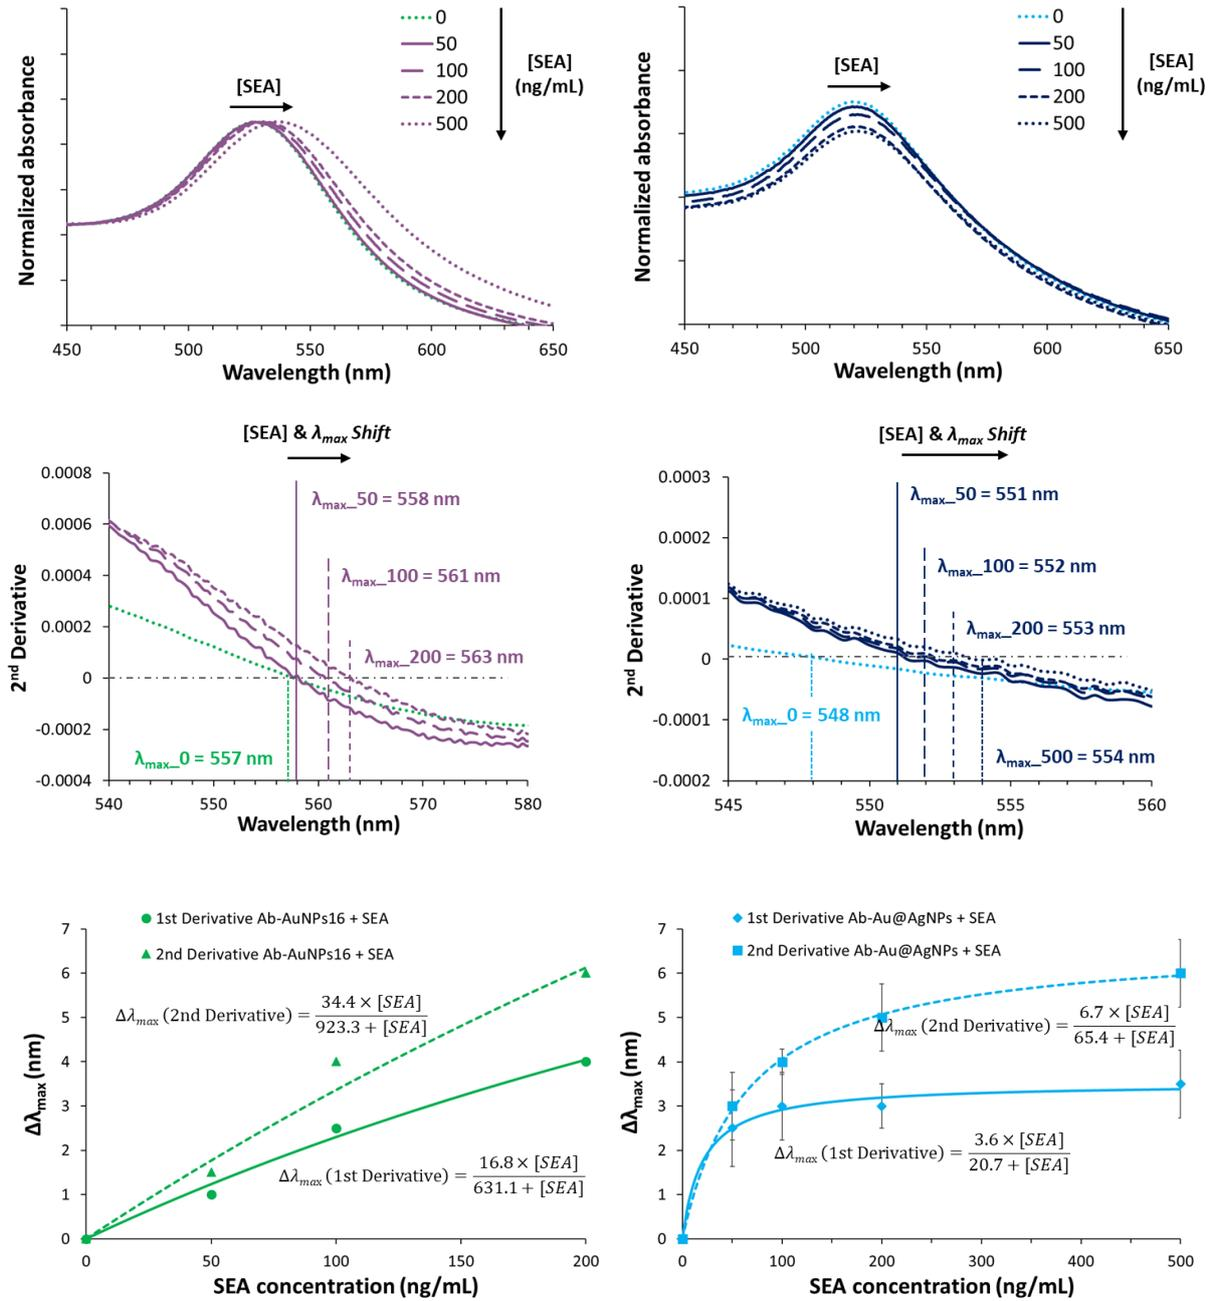 0
50
100
200
500
[SEA]
(ng/mL)
[SEA]
Normalized absorbance
450 500 550 600 650
Wavelength (nm)
0
50
100
200
500
[SEA]
(ng/mL)
[SEA]
Normalized absorbance
450 500 550 600 650
Wavelength (nm)
[SEA] & λmax Shift
0.0008
0.0006
0.0004
0.0002
0
-0.0002
-0.0004
2nd Derivative
λmax_50 = 558 nm
λmax_100 = 561 nm
λmax_200 = 563 nm
λmax_0 = 557 nm
540 550 560 570 580
Wavelength (nm)
[SEA] & λmax Shift
0.0003
0.0002
0.0001
0
-0.0001
-0.0002
2nd Derivative
λmax_50 = 551 nm
λmax_100 = 552 nm
λmax_200 = 553 nm
λmax_0 = 548 nm
λmax_500 = 554 nm
545 550 555 560
Wavelength (nm)
1st Derivative Ab-AuNPs16 + SEA
2nd Derivative Ab-AuNPs16 + SEA
7
6
5
4
3
2
1
0
Δλmax (nm)
Δλmax (2nd Derivative) = 34.4 × [SEA] / 923.3 + [SEA]
Δλmax (1st Derivative) = 16.8 × [SEA] / 631.1 + [SEA]
0 50 100 150 200
SEA concentration (ng/mL)
1st Derivative Ab-Au@AgNPs + SEA
2nd Derivative Ab-Au@AgNPs + SEA
7
6
5
4
3
2
1
0
Δλmax (nm)
Δλmax (2nd Derivative) = 6.7 × [SEA] / 65.4 + [SEA]
Δλmax (1st Derivative) = 3.6 × [SEA] / 20.7 + [SEA]
0 100 200 300 400 500
SEA concentration (ng/mL)